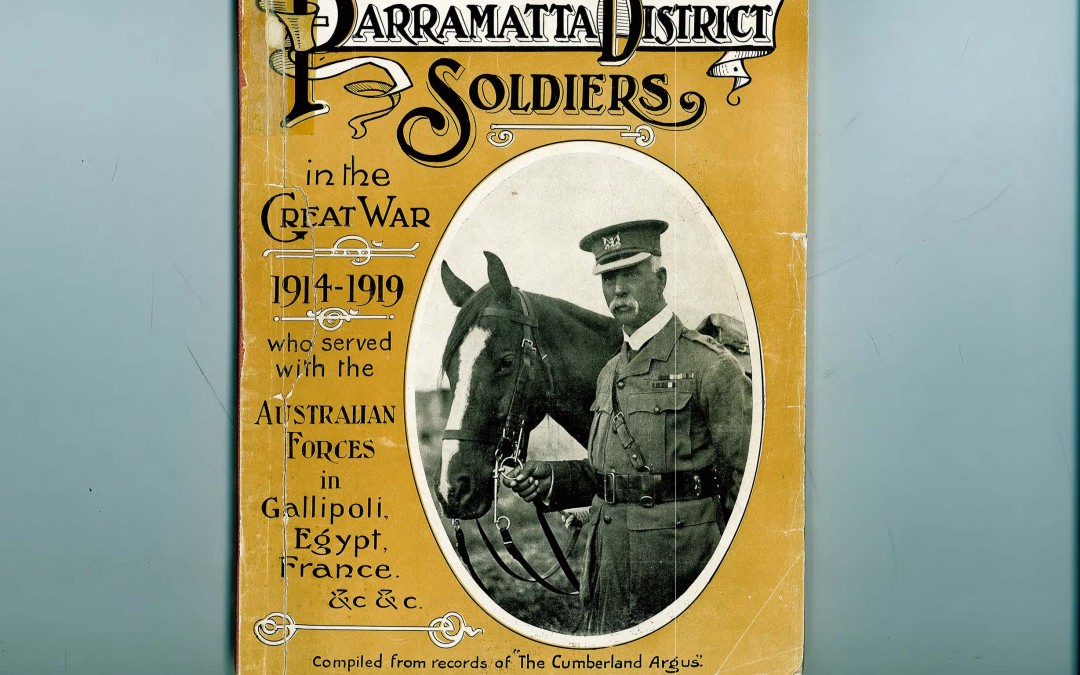 PARRAMATTA DISTRICT
SOLDIERS
in the
GREAT WAR
1914-1919
who served
with the
AUSTRALIAN
FORCES
in
Gallipoli,
Egypt,
France.
&c &c.
Compiled from records of "The Cumberland Argus".